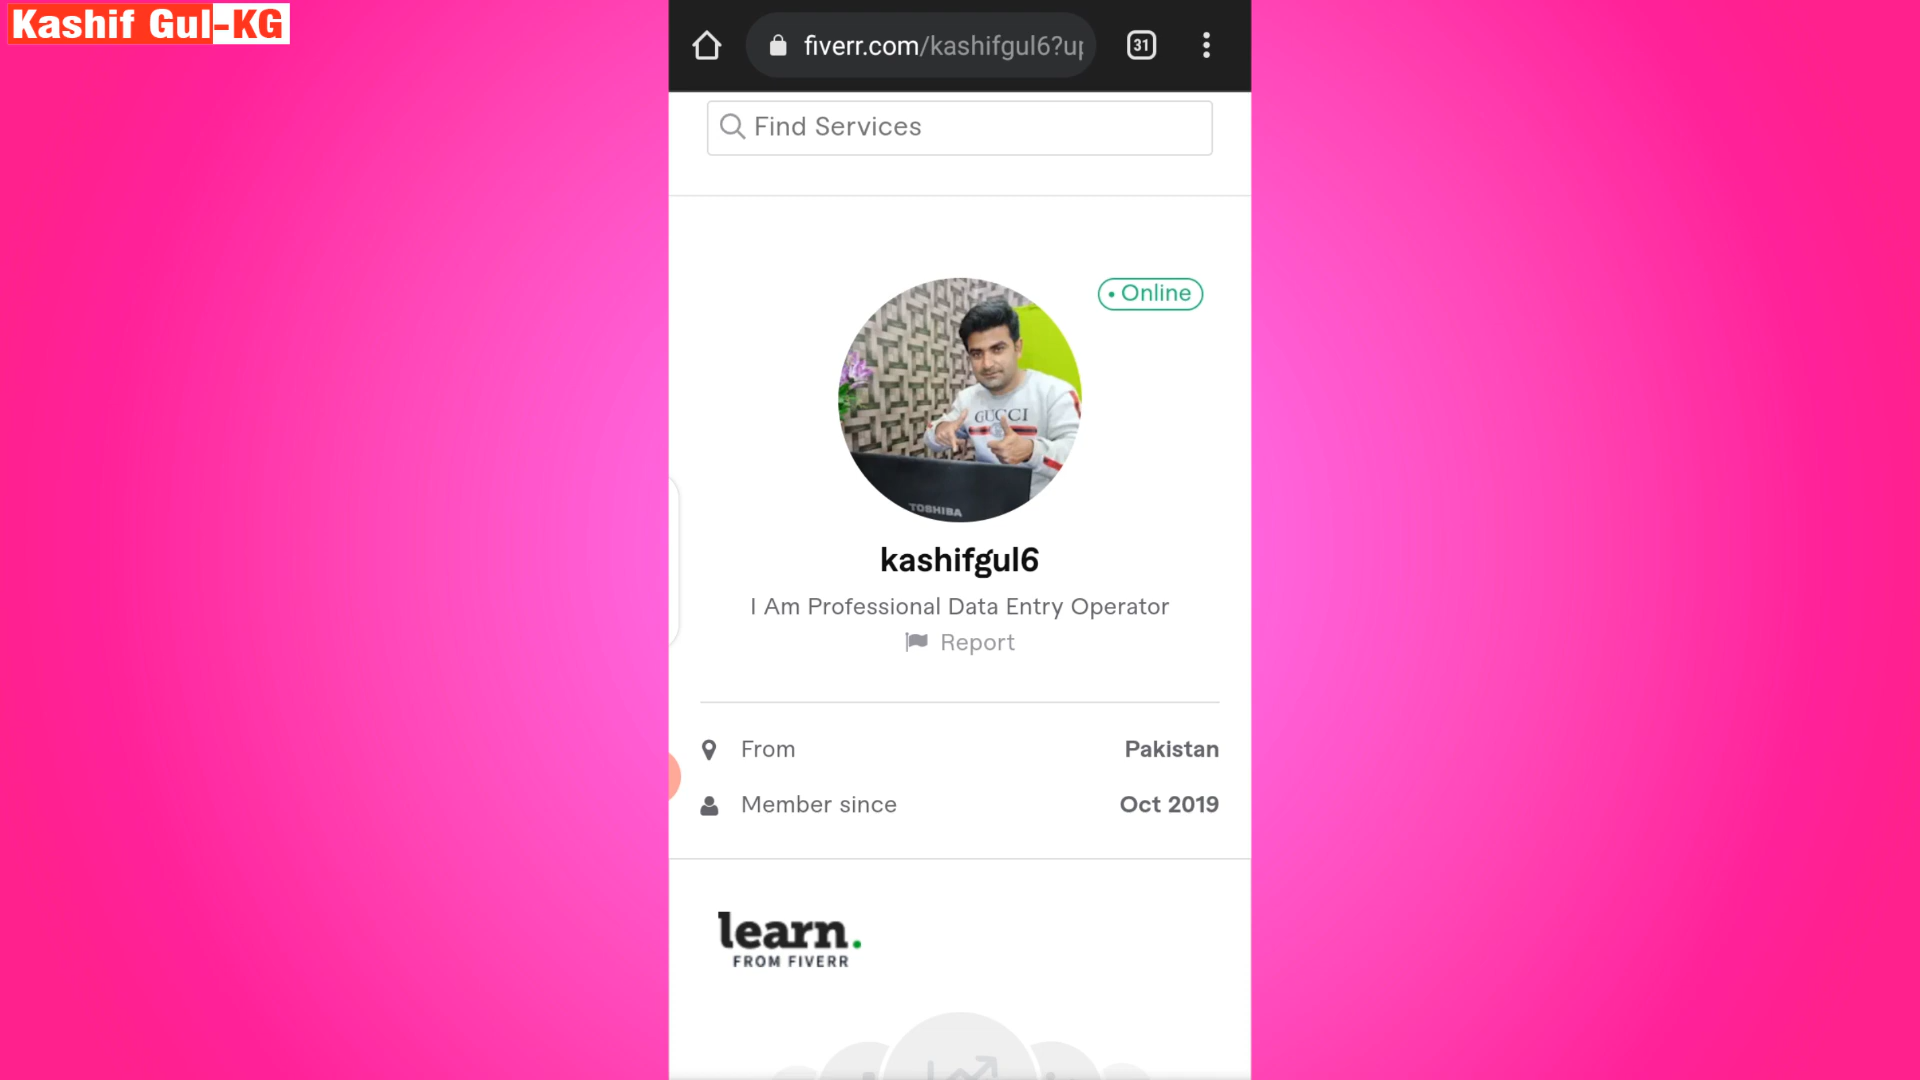 Kashif Gul-KG
fiverr.com/kashifgul6?up
31
Find Services
• Online
GUCCI
TOSHIBA
kashifgul6
I Am Professional Data Entry Operator
Report
From Pakistan
Member since Oct 2019
learn.
FROM FIVERR